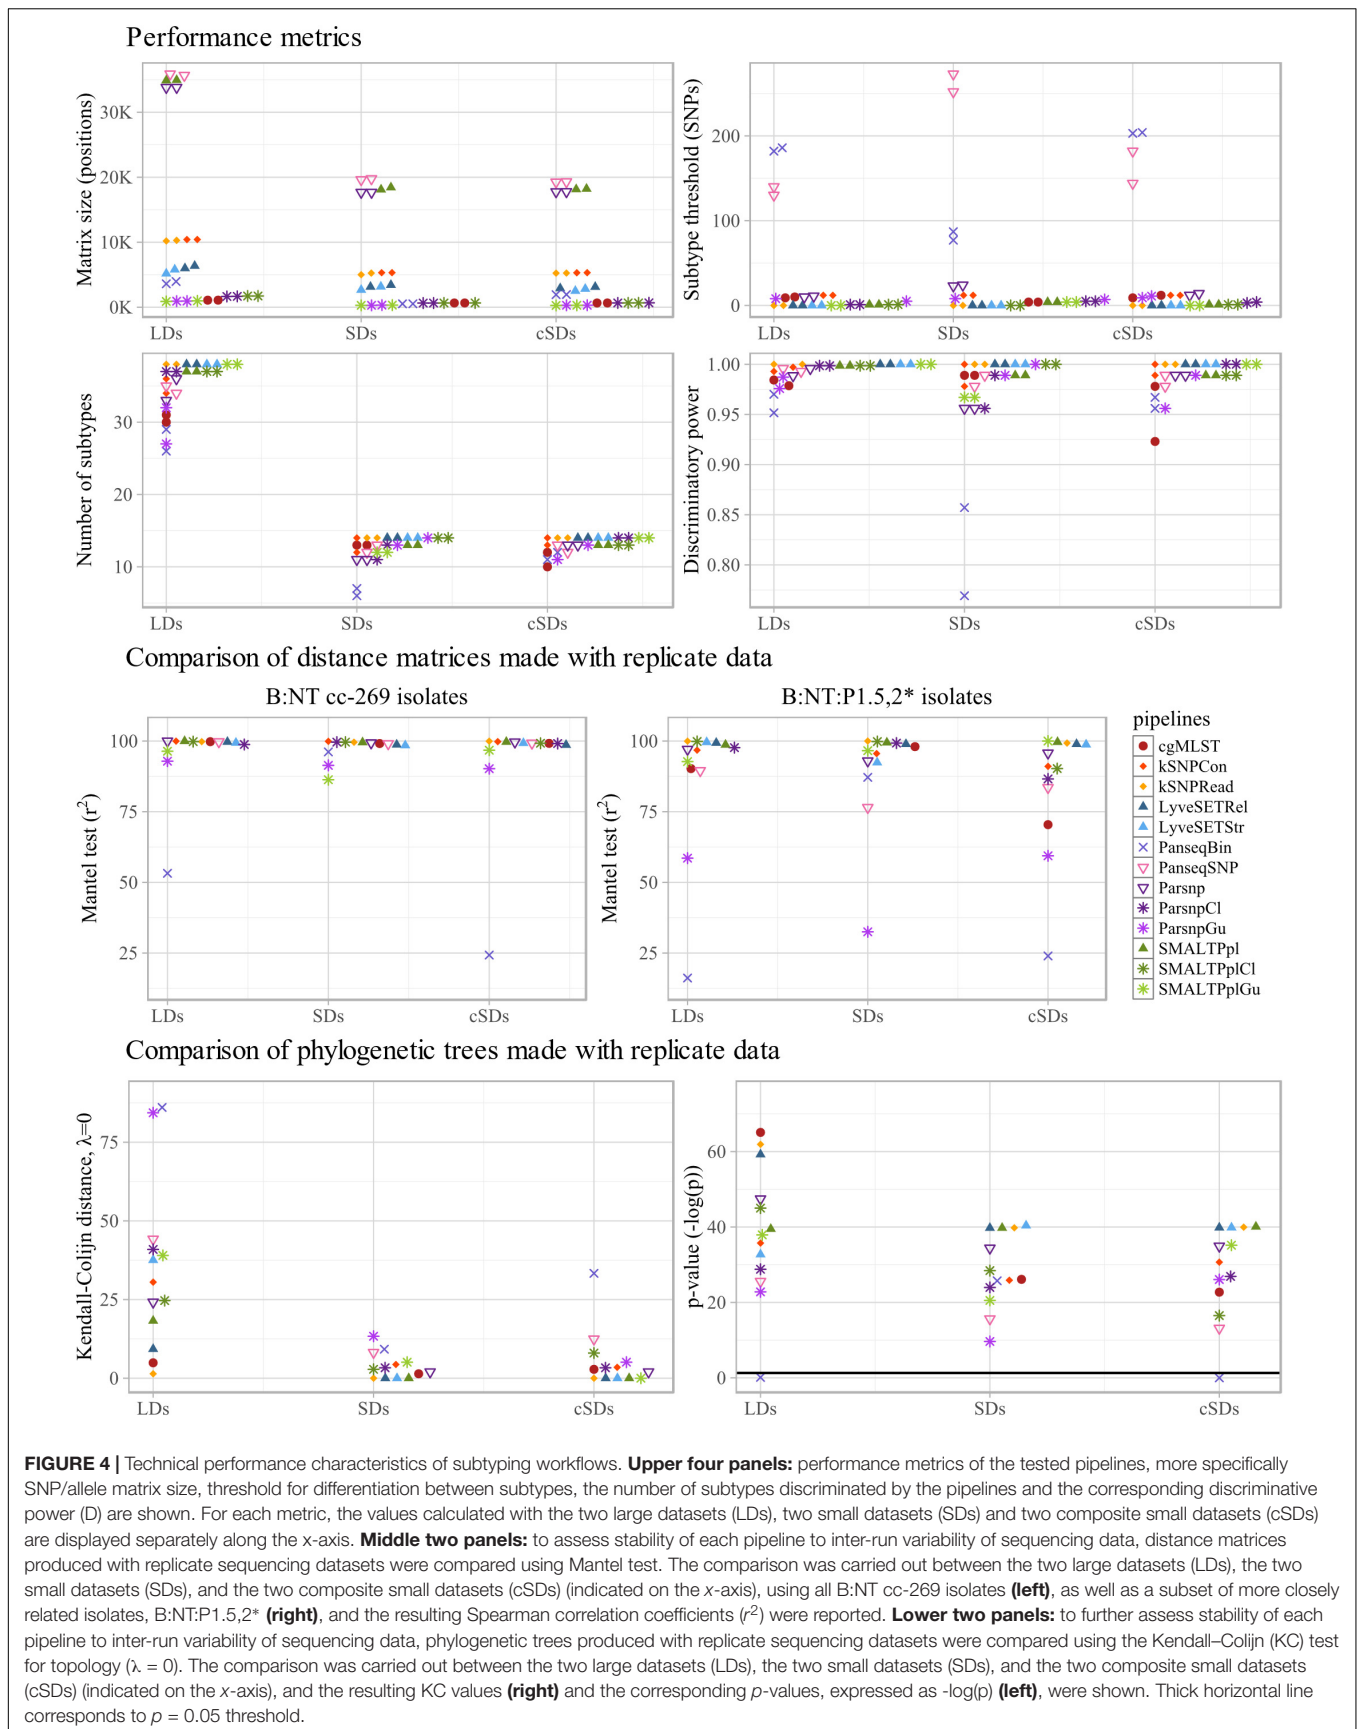 Performance metrics
Matrix size (positions)
30K
20K
10K
0K
LDs
SDs
cSDs
Subtype threshold (SNPs)
200
100
0
LDs
SDs
cSDs
Number of subtypes
30
20
10
LDs
SDs
cSDs
Discriminatory power
1.00
0.95
0.90
0.85
0.80
LDs
SDs
cSDs
Comparison of distance matrices made with replicate data
B:NT cc-269 isolates
Mantel test (r²)
100
75
50
25
LDs
SDs
cSDs
B:NT:P1.5,2* isolates
Mantel test (r²)
100
75
50
25
LDs
SDs
cSDs
pipelines
cgMLST
kSNPCon
kSNPRead
LyveSETRel
LyveSETStr
PanseqBin
PanseqSNP
Parsnp
ParsnpCl
ParsnpGu
SMALTPpl
SMALTPplCl
SMALTPplGu
Comparison of phylogenetic trees made with replicate data
Kendall-Colijn distance, λ=0
75
50
25
0
LDs
SDs
cSDs
p-value (-log(p))
60
40
20
0
LDs
SDs
cSDs
FIGURE 4 | Technical performance characteristics of subtyping workflows. Upper four panels: performance metrics of the tested pipelines, more specifically
SNP/allele matrix size, threshold for differentiation between subtypes, the number of subtypes discriminated by the pipelines and the corresponding discriminative
power (D) are shown. For each metric, the values calculated with the two large datasets (LDs), two small datasets (SDs) and two composite small datasets (cSDs)
are displayed separately along the x-axis. Middle two panels: to assess stability of each pipeline to inter-run variability of sequencing data, distance matrices
produced with replicate sequencing datasets were compared using Mantel test. The comparison was carried out between the two large datasets (LDs), the two
small datasets (SDs), and the two composite small datasets (cSDs) (indicated on the x-axis), using all B:NT cc-269 isolates (left), as well as a subset of more closely
related isolates, B:NT:P1.5,2* (right), and the resulting Spearman correlation coefficients (r²) were reported. Lower two panels: to further assess stability of each
pipeline to inter-run variability of sequencing data, phylogenetic trees produced with replicate sequencing datasets were compared using the Kendall–Colijn (KC) test
for topology (λ = 0). The comparison was carried out between the two large datasets (LDs), the two small datasets (SDs), and the two composite small datasets
(cSDs) (indicated on the x-axis), and the resulting KC values (right) and the corresponding p-values, expressed as -log(p) (left), were shown. Thick horizontal line
corresponds to p = 0.05 threshold.